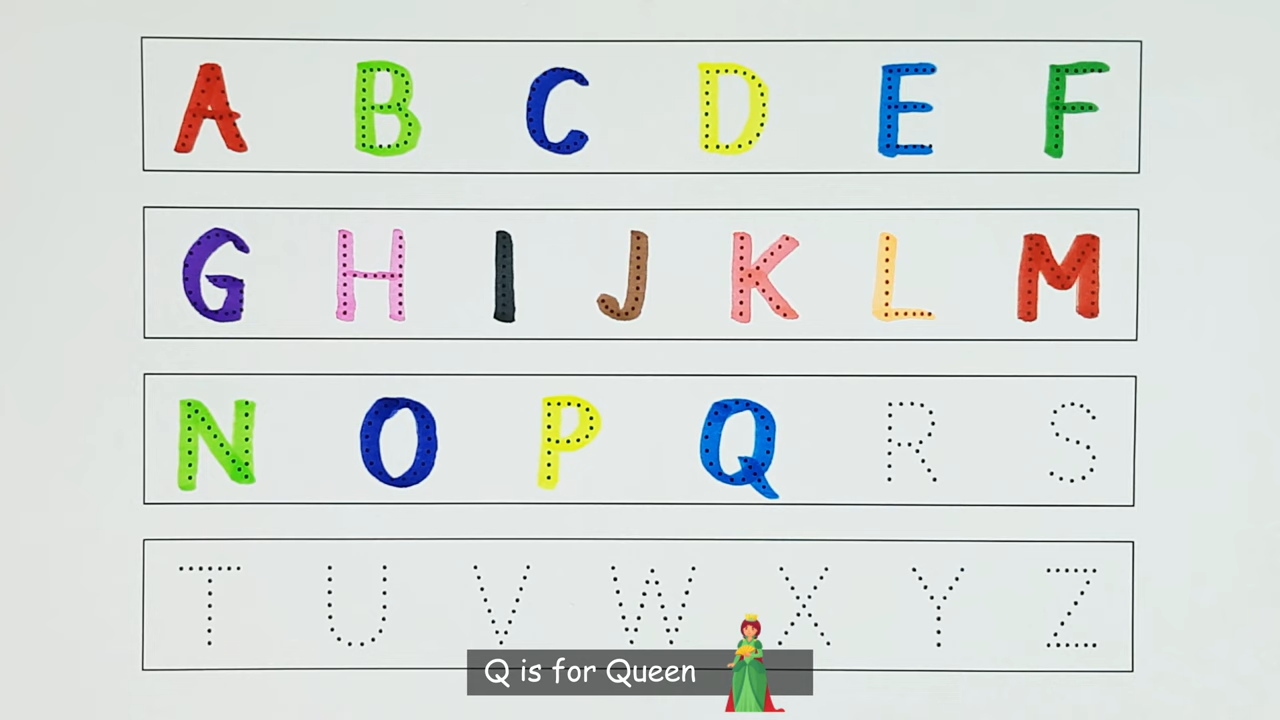 A B C D E F
G H I J K L M
N O P Q R S
T U V W X Y Z
Q is for Queen